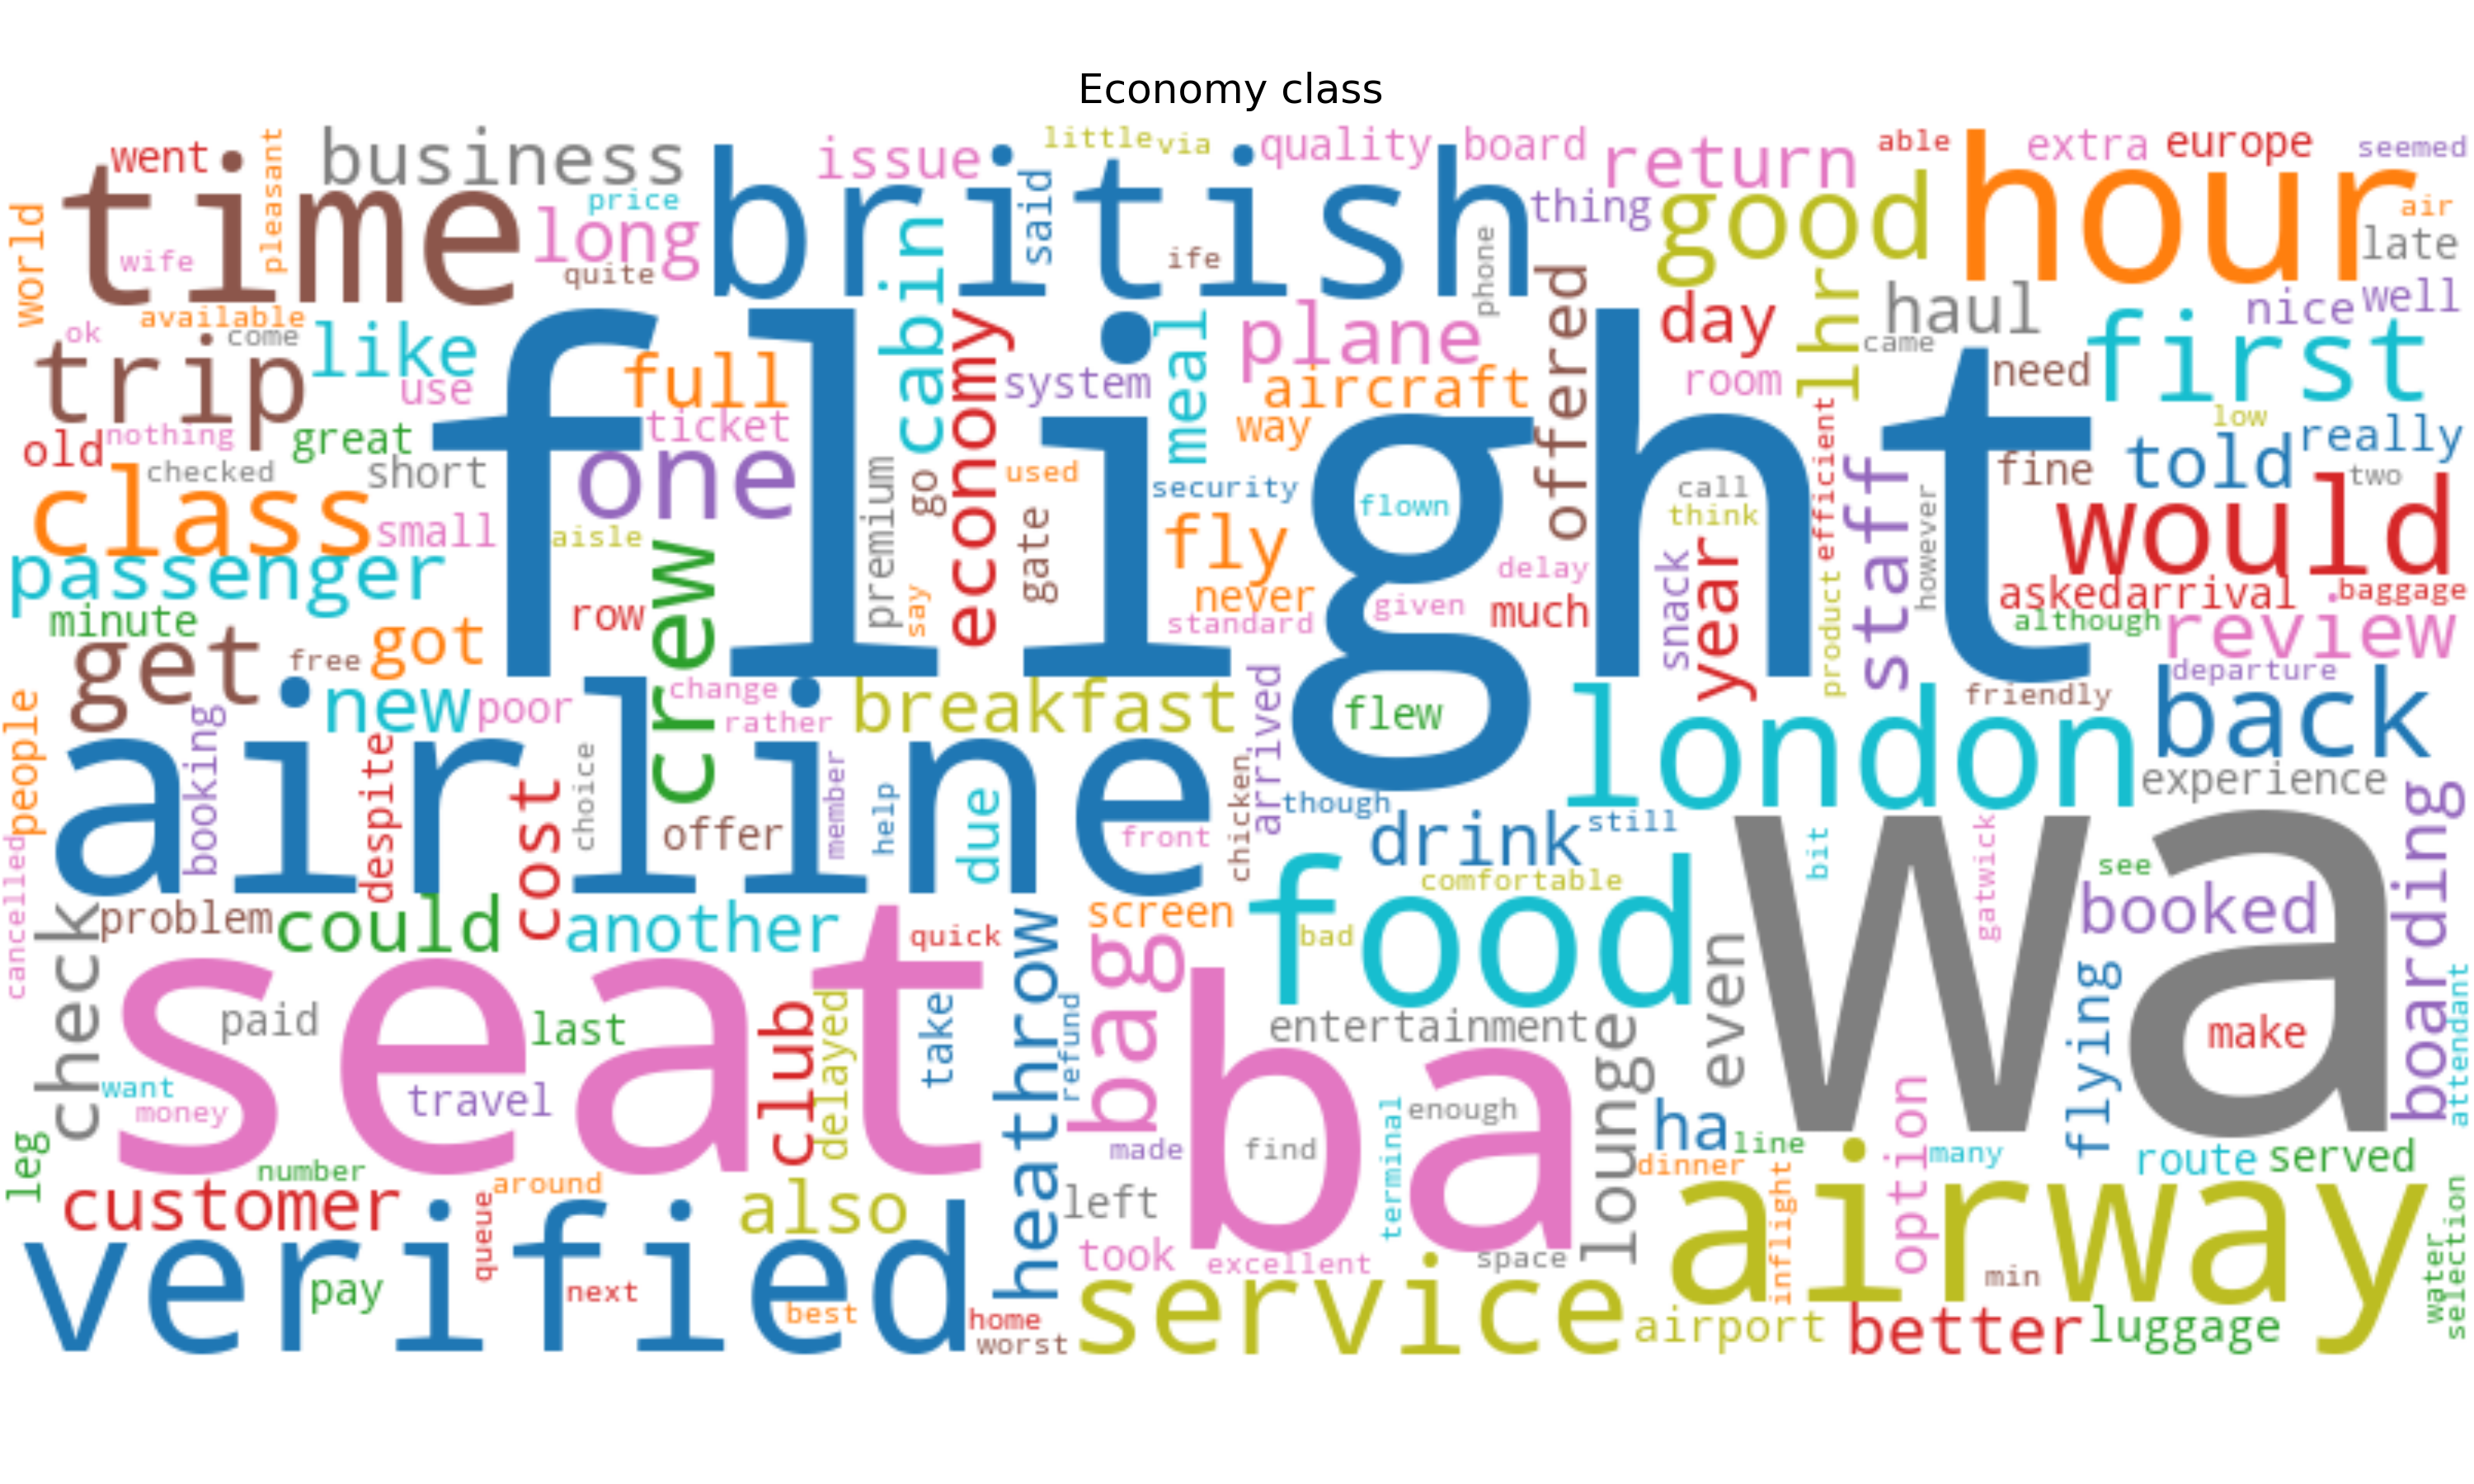 Economy class
went
pleasant
business
issue
little
via
quality
board
return
able
hour
extra
europe
seemed
time
british
price
said
thing
good
air
world
wife
long
quite
cabin
ife
phone
late
available
ok
come
like
flight
economy
meal
plane
offered
day
lhr
haul
came
nice
well
first
trip
use
full
system
aircraft
room
need
old
nothing
great
ticket
way
low
really
checked
short
one
premium
go
used
security
flown
call
think
efficient
staff
however
fine
told
two
class
small
aisle
crew
gate
fly
delay
snack
year
would
passenger
say
never
given
much
product
asked
arrival
baggage
minute
row
standard
although
review
get
free
got
departure
people
booking
new
poor
change
rather
breakfast
arrived
flew
london
friendly
back
airline
despite
cost
choice
offer
member
help
due
front
chicken
though
drink
still
experience
wa
bit
gatwick
see
boarding
cancelled
check
problem
could
another
quick
heathrow
screen
food
comfortable
bad
booked
seat
paid
last
club
delayed
take
refund
bag
ba
entertainment
lounge
even
flying
make
attendant
want
money
travel
made
find
terminal
enough
ha
line
option
many
route
served
leg
number
customer
queue
around
also
left
dinner
inflight
airway
verified
pay
next
best
home
worst
took
excellent
space
service
airport
min
better
luggage
water
selection